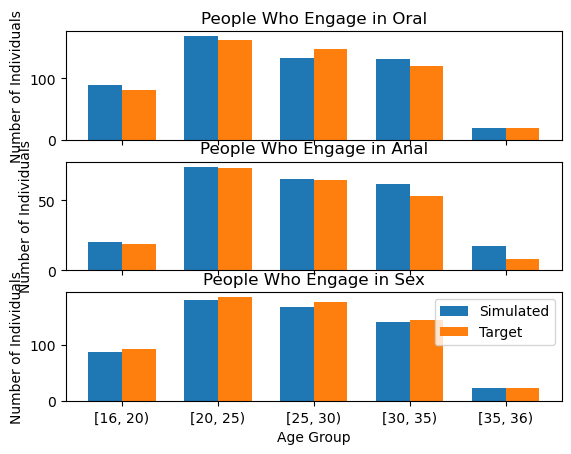 People Who Engage in Oral
Number of Individuals
100
0
People Who Engage in Anal
Number of Individuals
50
0
People Who Engage in Sex
Number of Individuals
100
0
Simulated
Target
[16, 20)
[20, 25)
[25, 30)
[30, 35)
[35, 36)
Age Group